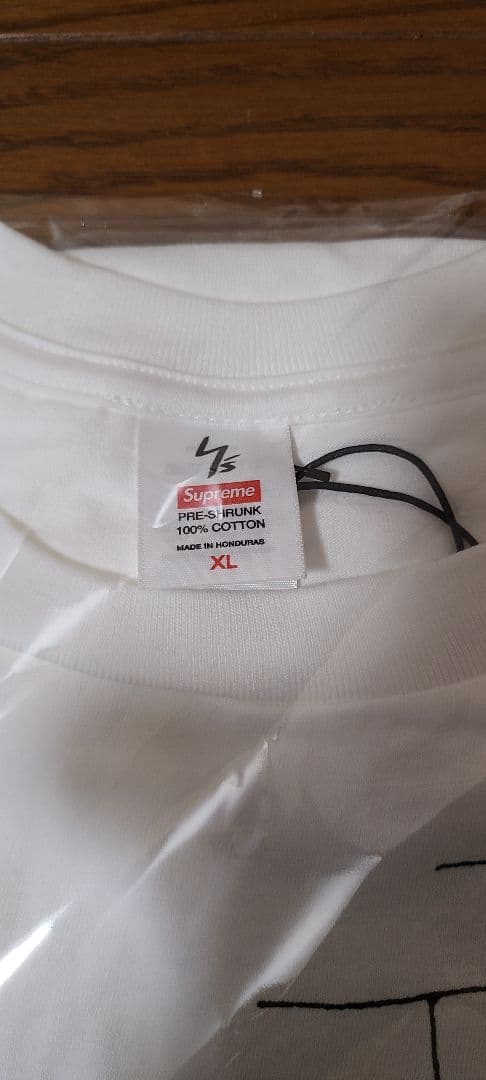 Y's
Supreme
PRE-SHRUNK
100% COTTON
MADE IN HONDURAS
XL